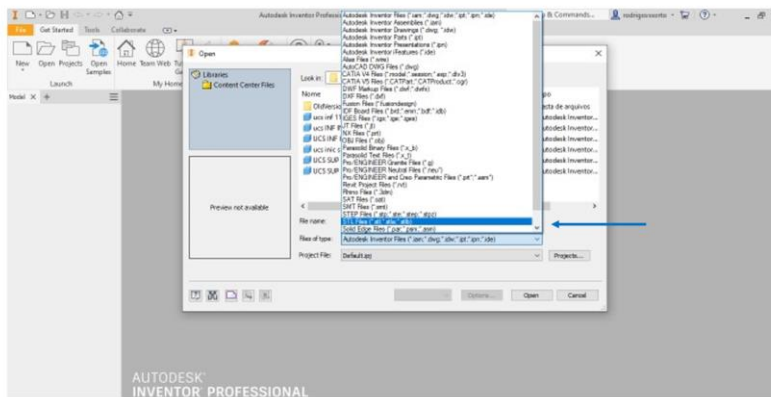 Autodesk Inventor Profess
& Commands...
rodrigovsoerito
File
Get Started
Tools
Collaborate
New
Open
Projects
Open Samples
Home
Team Web
Launch
My Home
Model
Open
Libraries
Content Center Files
Look in:
Name
OldVersio
ucs inf 11
ucs INF
UCS INF
ucs inic s
UCS SUP
UCS SUP
Autodesk Inventor Files (*.iam;*.dwg;*.idw;*.ipt;*.ipn;*.ide)
Autodesk Inventor Assemblies (*.iam)
Autodesk Inventor Drawings (*.dwg;*.idw)
Autodesk Inventor Parts (*.ipt)
Autodesk Inventor Presentations (*.ipn)
Autodesk Inventor iFeatures (*.ide)
Alias Files (*.wire)
AutoCAD DWG Files (*.dwg)
CATIA V4 Files (*.model;*.session;*.exp;*.dlv3)
CATIA V5 Files (*.CATPart;*.CATProduct;*.cgr)
DWF Markup Files (*.dwf;*.dwfx)
DXF Files (*.dxf)
Fusion Files (*.fusiondesign)
IDF Board Files (*.brd;*.emn;*.bdf;*.idb)
IGES Files (*.igs;*.ige;*.iges)
JT Files (*.jt)
NX Files (*.prt)
OBJ Files (*.obj)
Parasolid Binary Files (*.x_b)
Parasolid Text Files (*.x_t)
Pro/ENGINEER Granite Files (*.g)
Pro/ENGINEER Neutral Files (*.neu*)
Pro/ENGINEER and Creo Parametric Files (*.prt*;*.asm*)
Revit Project Files (*.rvt)
Rhino Files (*.3dm)
SAT Files (*.sat)
SMT Files (*.smt)
STEP Files (*.stp;*.ste;*.step;*.stpz)
STL Files (*.stl;*.stla;*.stlb)
Solid Edge Files (*.par;*.psm;*.asm)
po
ecta de arquivos
utodesk Inventor...
utodesk Inventor...
utodesk Inventor...
utodesk Inventor...
utodesk Inventor...
utodesk Inventor...
Preview not available
File name:
Files of type:
Autodesk Inventor Files (*.iam;*.dwg;*.idw;*.ipt;*.ipn;*.ide)
Project File:
Default.ipj
Projects...
Options...
Open
Cancel
AUTODESK
INVENTOR PROFESSIONAL